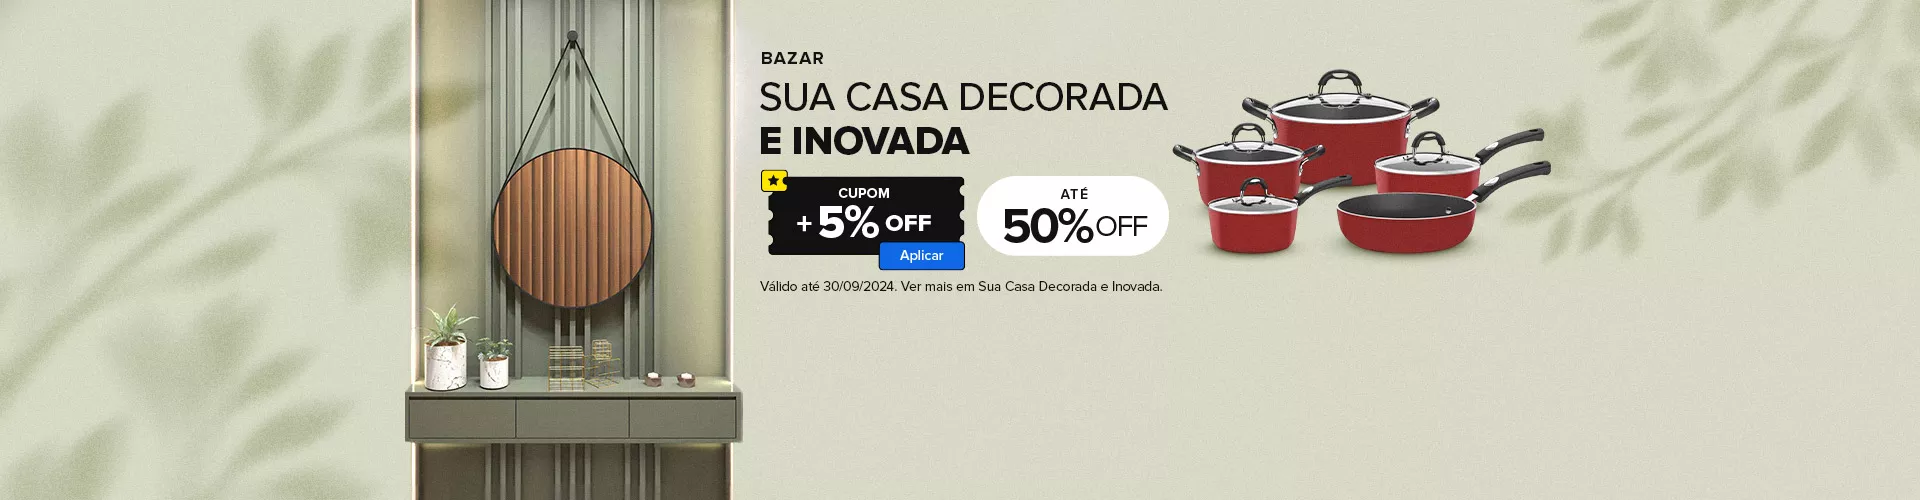 BAZAR
SUA CASA DECORADA
E INOVADA
CUPOM
+ 5% OFF
Aplicar
ATÉ
50% OFF
Válido até 30/09/2024. Ver mais em Sua Casa Decorada e Inovada.